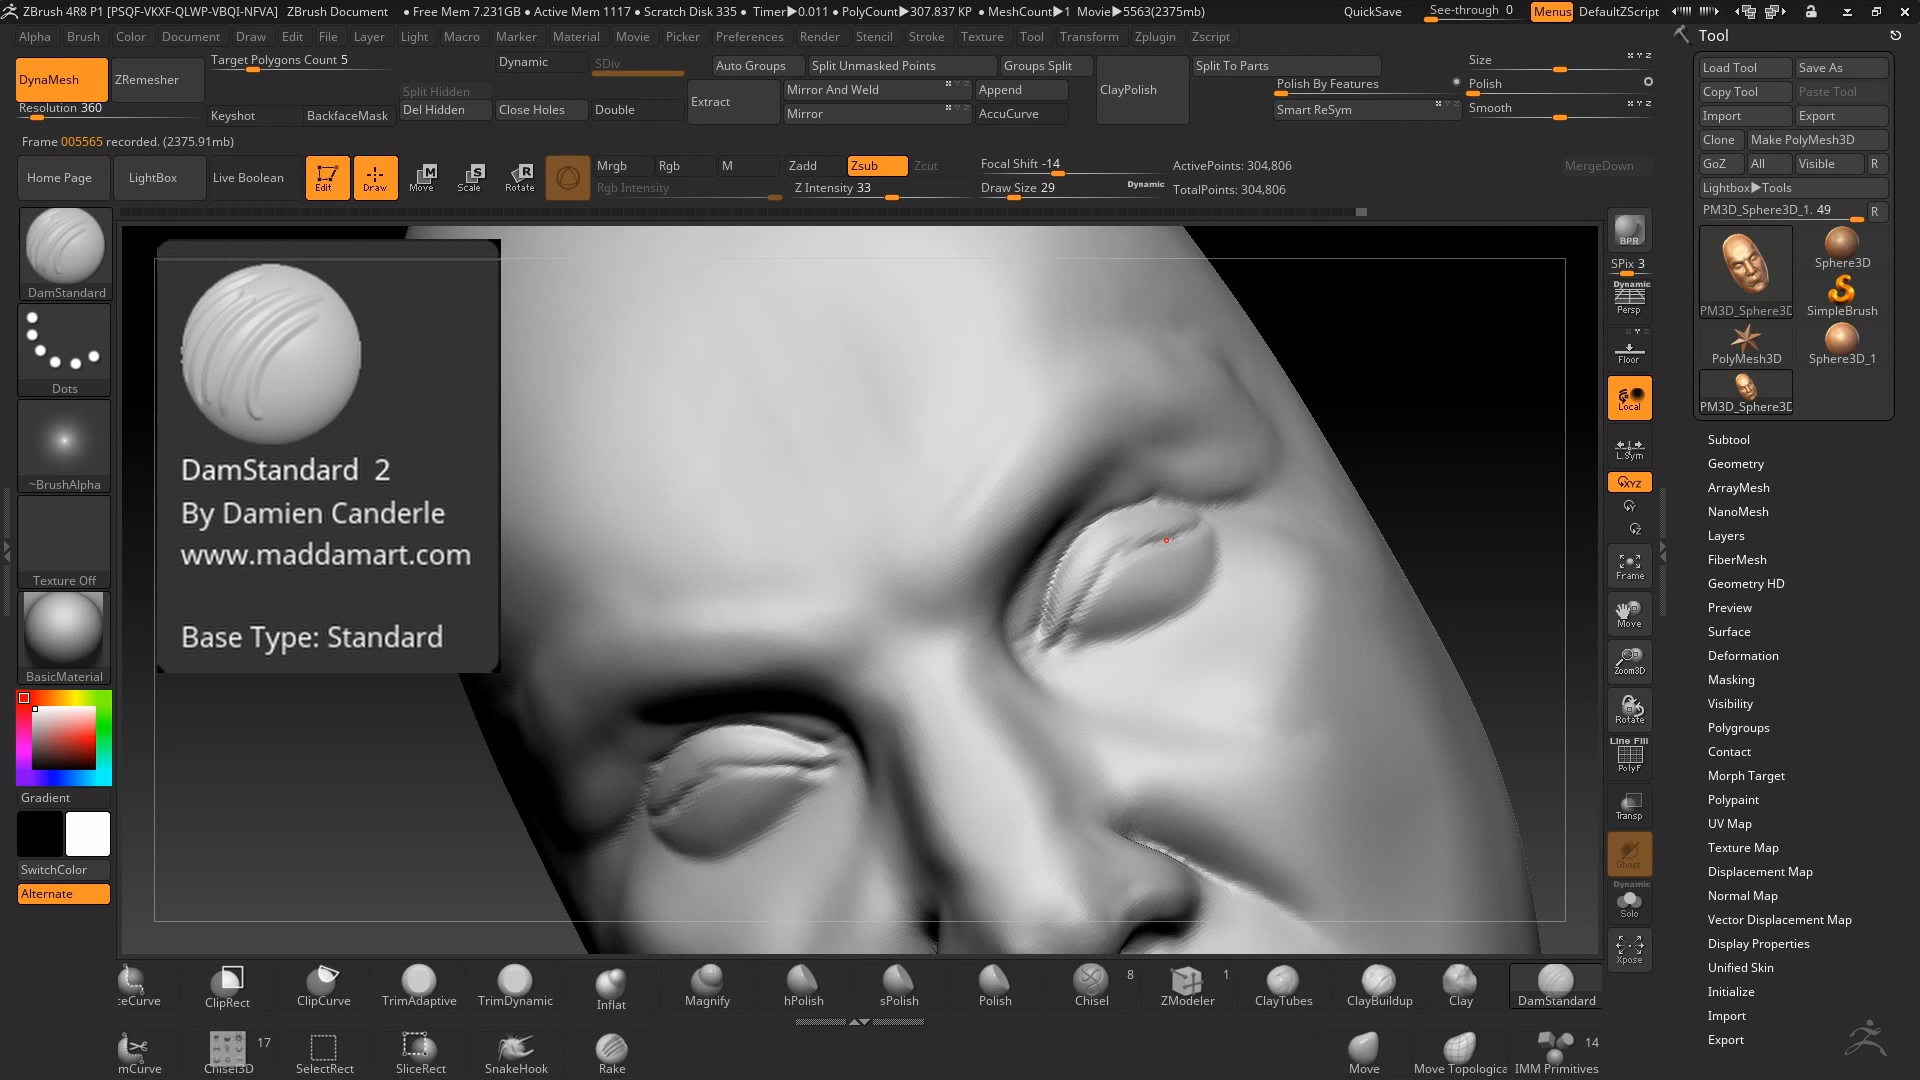 ZBrush 4R8 P1 [PSQF-VKXF-QLWP-VBQI-NFVA] ZBrush Document • Free Mem 7.231GB • Active Mem 1117 • Scratch Disk 335 • Timer▶0.011 • PolyCount▶307.837 KP • MeshCount▶1 Movie▶5563(2375mb) QuickSave See-through 0 Menus DefaultZScript
Alpha Brush Color Document Draw Edit File Layer Light Macro Marker Material Movie Picker Preferences Render Stencil Stroke Texture Tool Transform Zplugin Zscript
DynaMesh
ZRemesher
Resolution 360
Target Polygons Count 5
Keyshot BackfaceMask
Split Hidden
Del Hidden
Dynamic
Close Holes
SDiv
Double
Auto Groups Split Unmasked Points Groups Split
Extract
Mirror And Weld Append
Mirror AccuCurve
ClayPolish
Split To Parts
Polish By Features
Smart ReSym
Size
Polish
Smooth
Frame 005565 recorded. (2375.91mb)
Home Page LightBox Live Boolean Edit Draw Move Scale Rotate
Mrgb Rgb M
Rgb Intensity
Zadd Zsub Zcut
Z Intensity 33
Focal Shift -14
Draw Size 29 Dynamic
ActivePoints: 304,806
TotalPoints: 304,806
MergeDown
DamStandard
Dots
~BrushAlpha
Texture Off
BasicMaterial
Gradient
SwitchColor
Alternate
DamStandard 2
By Damien Canderle
www.maddamart.com
Base Type: Standard
BPR
SPix 3
Dynamic
Persp
Floor
Local
L.Sym
XYZ
Y
Z
Frame
Move
Zoom3D
Rotate
Line Fill
PolyF
Transp
Ghost
Dynamic
Solo
Xpose
Tool
Load Tool Save As
Copy Tool Paste Tool
Import Export
Clone Make PolyMesh3D
GoZ All Visible R
Lightbox▶Tools
PM3D_Sphere3D_1. 49 R
PM3D_Sphere3D Sphere3D
SimpleBrush
PolyMesh3D Sphere3D_1
PM3D_Sphere3D
Subtool
Geometry
ArrayMesh
NanoMesh
Layers
FiberMesh
Geometry HD
Preview
Surface
Deformation
Masking
Visibility
Polygroups
Contact
Morph Target
Polypaint
UV Map
Texture Map
Displacement Map
Normal Map
Vector Displacement Map
Display Properties
Unified Skin
Initialize
Import
Export
ceCurve ClipRect ClipCurve TrimAdaptive TrimDynamic Inflat Magnify hPolish sPolish Polish Chisel 8 ZModeler 1 ClayTubes ClayBuildup Clay DamStandard
mCurve Chisel3D 17 SelectRect SliceRect SnakeHook Rake Move Move Topologica IMM Primitives 14